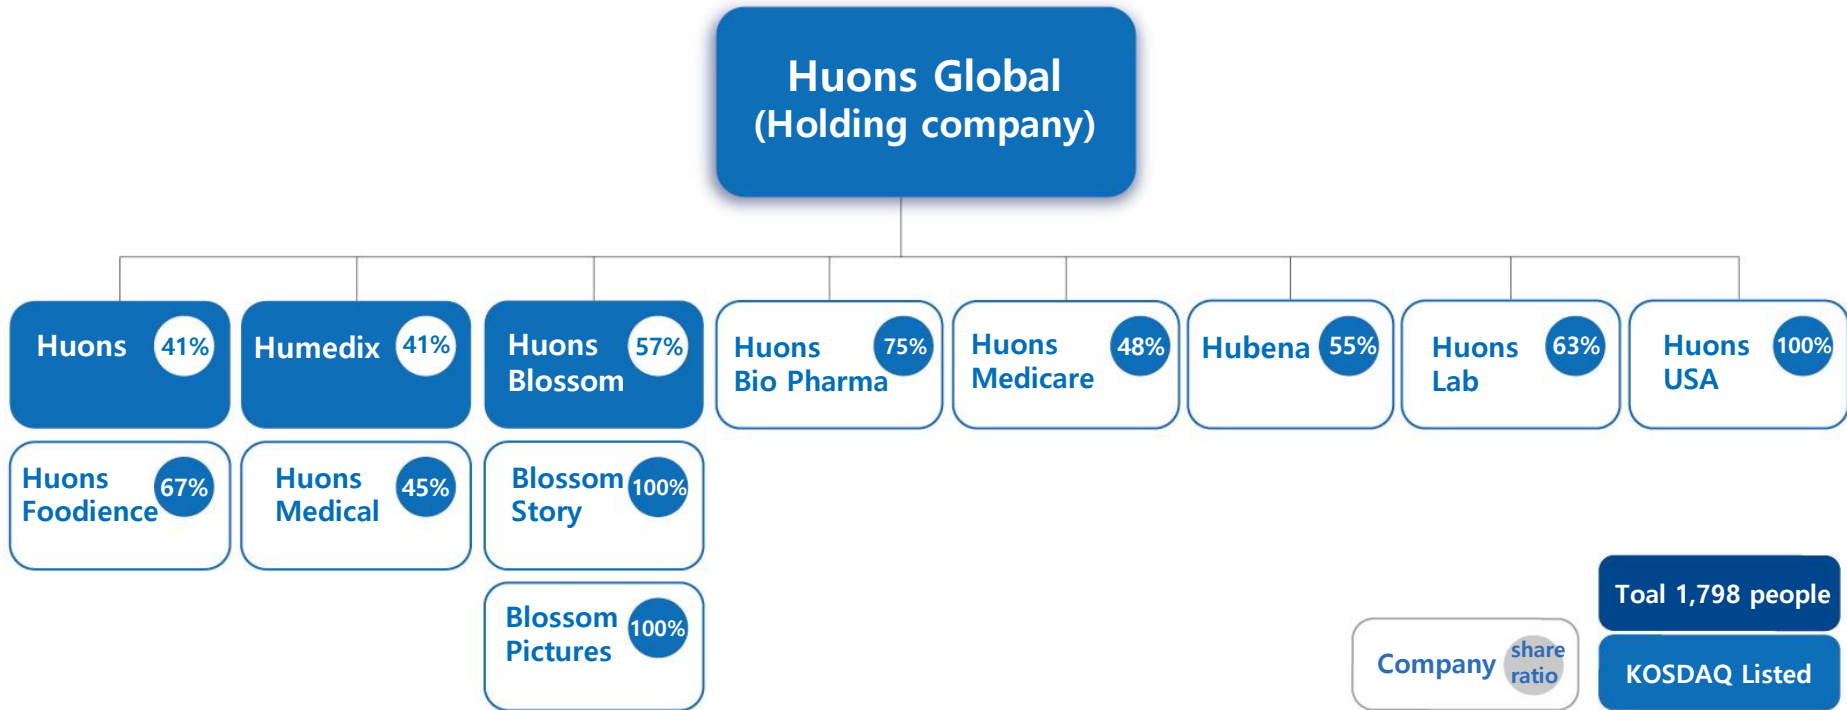 Huons Global
(Holding company)
Huons 41%
Humedix 41%
Huons
Blossom
57%
Huons
Bio Pharma
75%
Huons
Medicare
48%
Hubena 55%
Huons
Lab
63%
Huons
USA
100%
Huons
Foodience
67%
Huons
Medical
45%
Blossom
Story
100%
Blossom
Pictures
100%
Company
share
ratio
Toal 1,798 people
KOSDAQ Listed